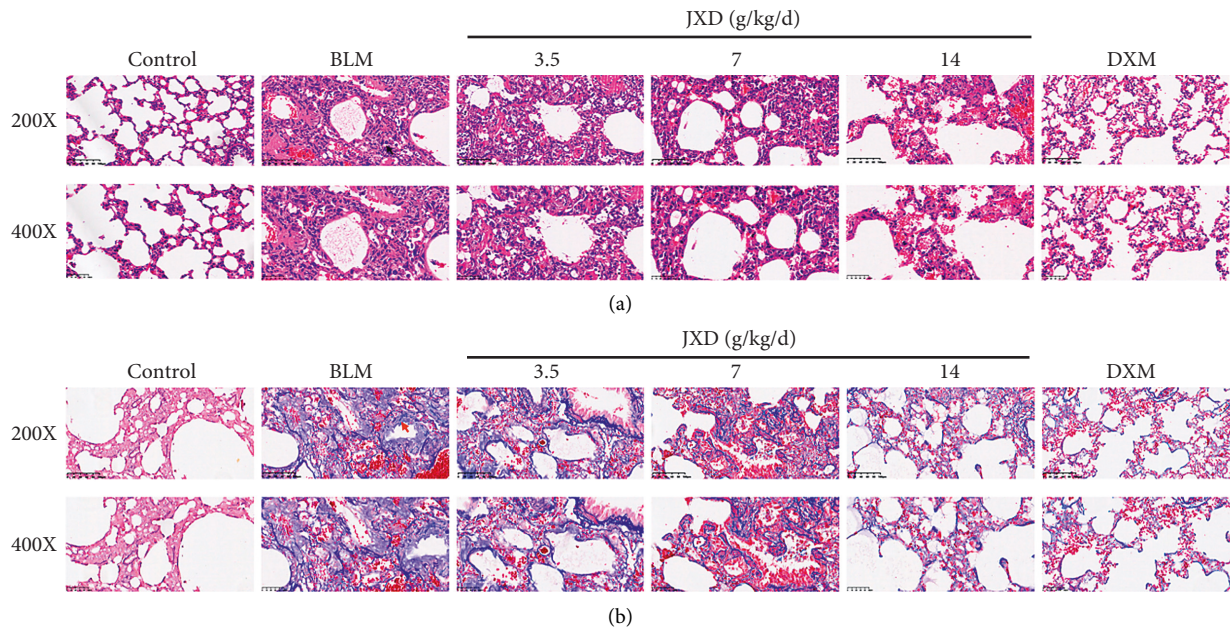 JXD (g/kg/d)
Control BLM 3.5 7 14 DXM
200X
400X
(a)
JXD (g/kg/d)
Control BLM 3.5 7 14 DXM
200X
400X
(b)